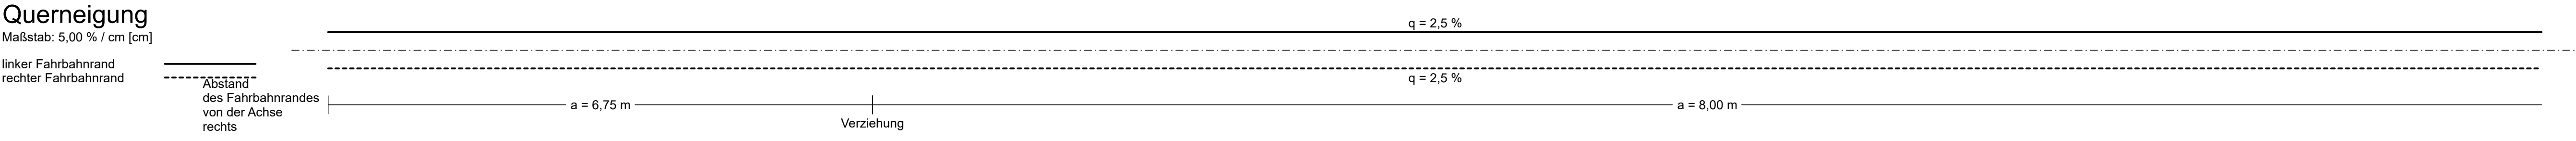 Querneigung
Maßstab: 5,00 % / cm [cm]
q = 2,5 %
linker Fahrbahnrand
rechter Fahrbahnrand
q = 2,5 %
Abstand
des Fahrbahnrandes
von der Achse
rechts
a = 6,75 m
a = 8,00 m
Verziehung